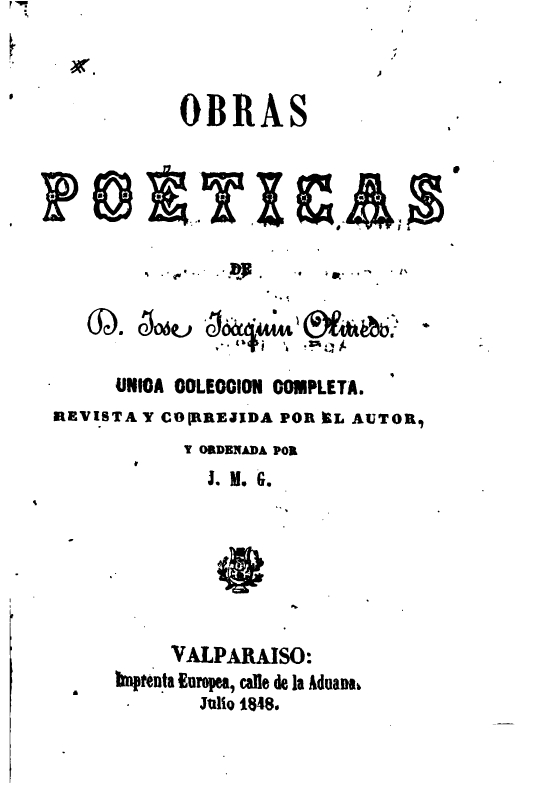 OBRAS
POÉTICAS
DE
D. Jose Joaquin Olmedo.
UNICA COLECCION COMPLETA.
REVISTA Y CORREJIDA POR EL AUTOR,
Y ORDENADA POR
J. M. G.
VALPARAISO:
Imprenta Europea, calle de la Aduana.
Julio 1848.